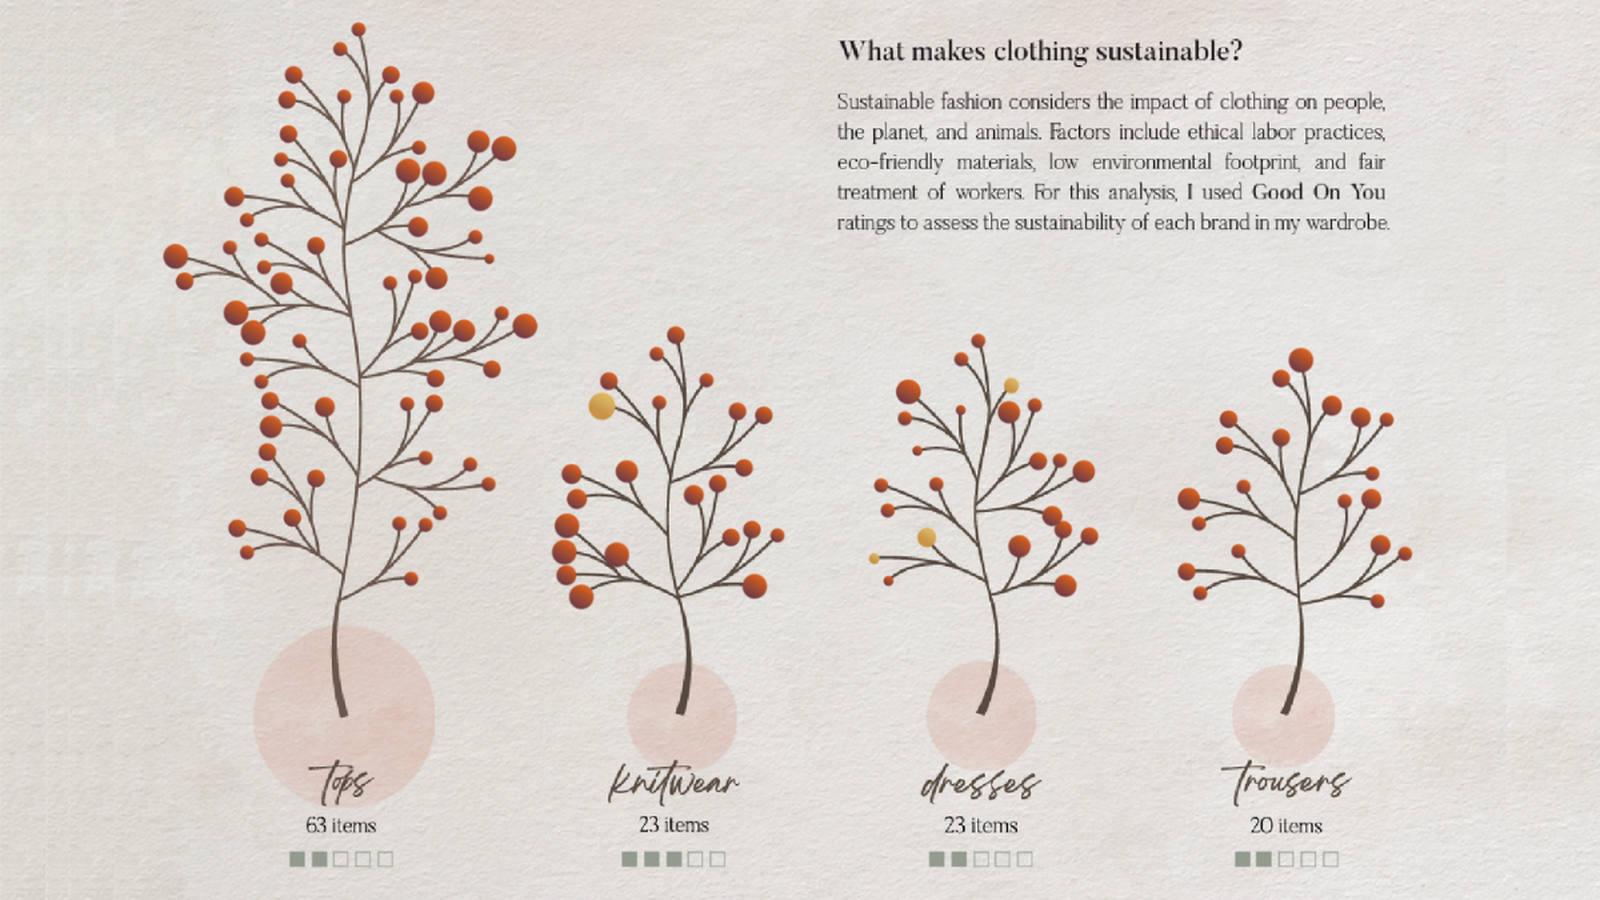 What makes clothing sustainable?
Sustainable fashion considers the impact of clothing on people,
the planet, and animals. Factors include ethical labor practices,
eco-friendly materials, low environmental footprint, and fair
treatment of workers. For this analysis, I used Good On You
ratings to assess the sustainability of each brand in my wardrobe.
Tops
63 items
knitwear
23 items
dresses
23 items
Trousers
20 items